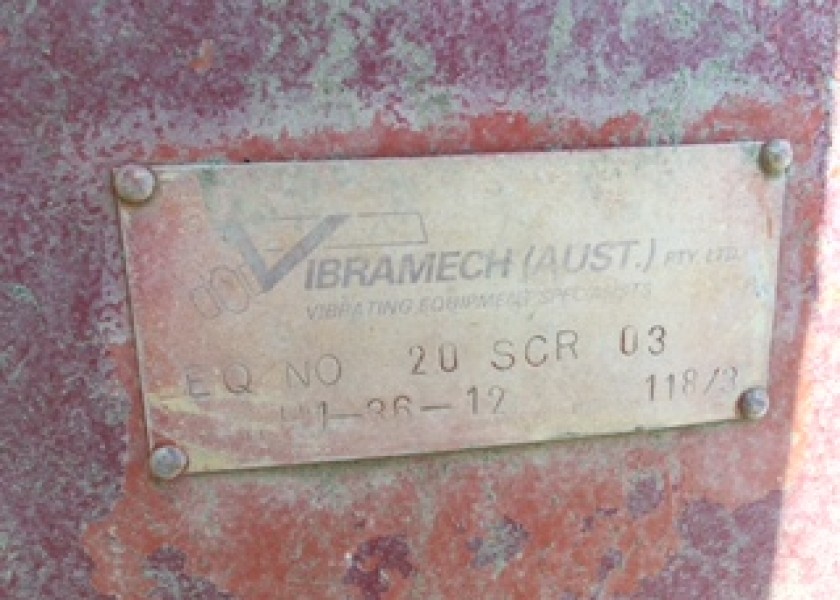 VIBRAMECH (AUST.) PTY. LTD.
VIBRATING EQUIPMENT SPECIALISTS
EQ NO 20 SCR 03
118/3